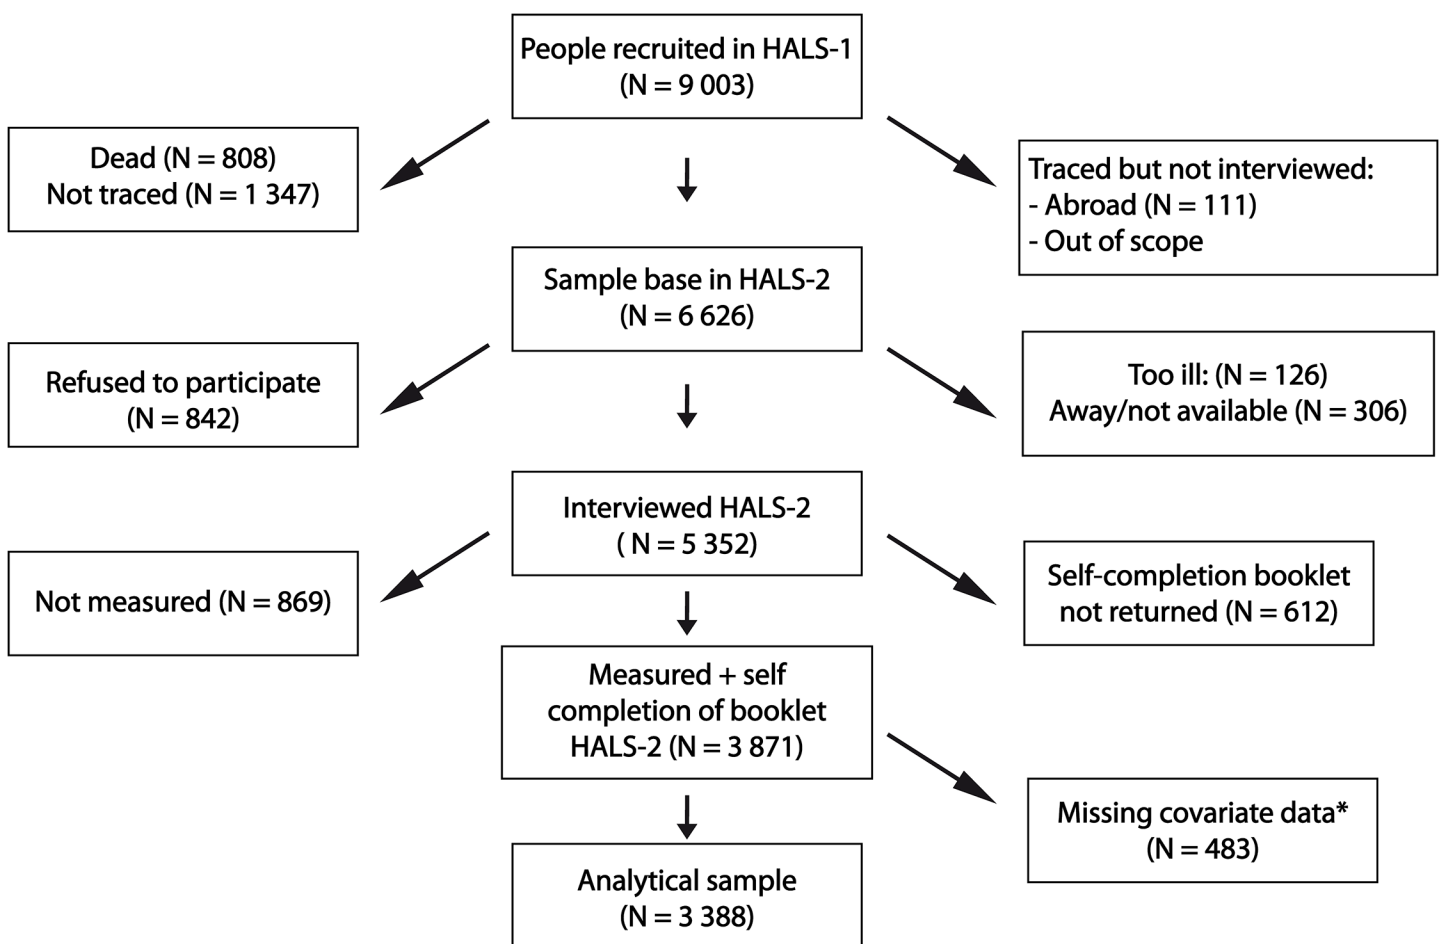 People recruited in HALS-1
(N = 9 003)
Dead (N = 808)
Not traced (N = 1 347)
Traced but not interviewed:
- Abroad (N = 111)
- Out of scope
Sample base in HALS-2
(N = 6 626)
Refused to participate
(N = 842)
Too ill: (N = 126)
Away/not available (N = 306)
Interviewed HALS-2
( N = 5 352)
Not measured (N = 869)
Self-completion booklet
not returned (N = 612)
Measured + self
completion of booklet
HALS-2 (N = 3 871)
Missing covariate data*
(N = 483)
Analytical sample
(N = 3 388)